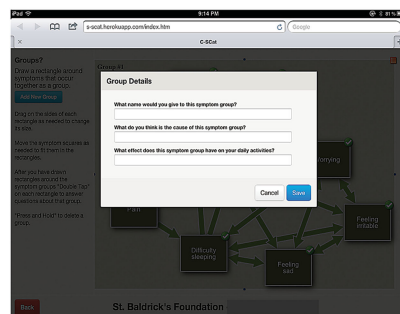 iPad
9:14 PM
81%
s-scat.herokuapp.com/index.htm
Google
C-SCat
Groups?
Draw a rectangle around
symptoms that occur
together as a group.
Add New Group
Drag on the sides of each
rectangle as needed to change
its size.
Move the symptom squares as
needed to fit them in the
rectangles.
After you have drawn
rectangles around the
symptom groups "Double Tap"
on each rectangle to answer
questions about that group.
"Press and Hold" to delete a
group.
Back
Group #1
Group Details
What name would you give to this symptom group?
What do you think is the cause of this symptom group?
What effect does this symptom group have on your daily activities?
Cancel
Save
Pain
Feeling
irritable
Difficulty
sleeping
Feeling
sad
St. Baldrick's Foundation